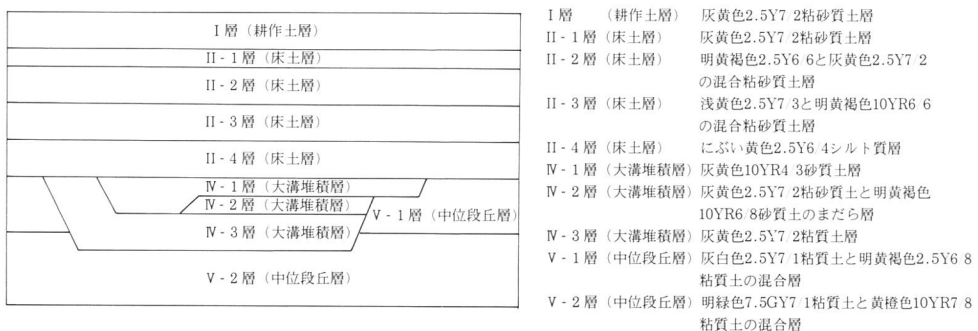 I層（耕作土層）
II-1層（床土層）
II-2層（床土層）
II-3層（床土層）
II-4層（床土層）
Ⅳ-1層（大溝堆積層）
Ⅳ-2層（大溝堆積層）
Ⅴ-1層（中位段丘層）
Ⅳ-3層（大溝堆積層）
Ⅴ-2層（中位段丘層）
I層　（耕作土層）　灰黄色2.5Y7/2粘砂質土層
II-1層（床土層）　灰黄色2.5Y7/2粘砂質土層
II-2層（床土層）　明黄褐色2.5Y6/6と灰黄色2.5Y7/2
の混合粘砂質土層
II-3層（床土層）　浅黄色2.5Y7/3と明黄褐色10YR6/6
の混合粘砂質土層
II-4層（床土層）　にぶい黄色2.5Y6/4シルト質層
Ⅳ-1層（大溝堆積層）灰黄色10YR4/3砂質土層
Ⅳ-2層（大溝堆積層）灰黄色2.5Y7/2粘砂質土と明黄褐色
10YR6/8砂質土のまだら層
Ⅳ-3層（大溝堆積層）灰黄色2.5Y7/2粘質土層
Ⅴ-1層（中位段丘層）灰白色2.5Y7/1粘質土と明黄褐色2.5Y6/8
粘質土の混合層
Ⅴ-2層（中位段丘層）明緑色7.5GY7/1粘質土と黄橙色10YR7/8
粘質土の混合層